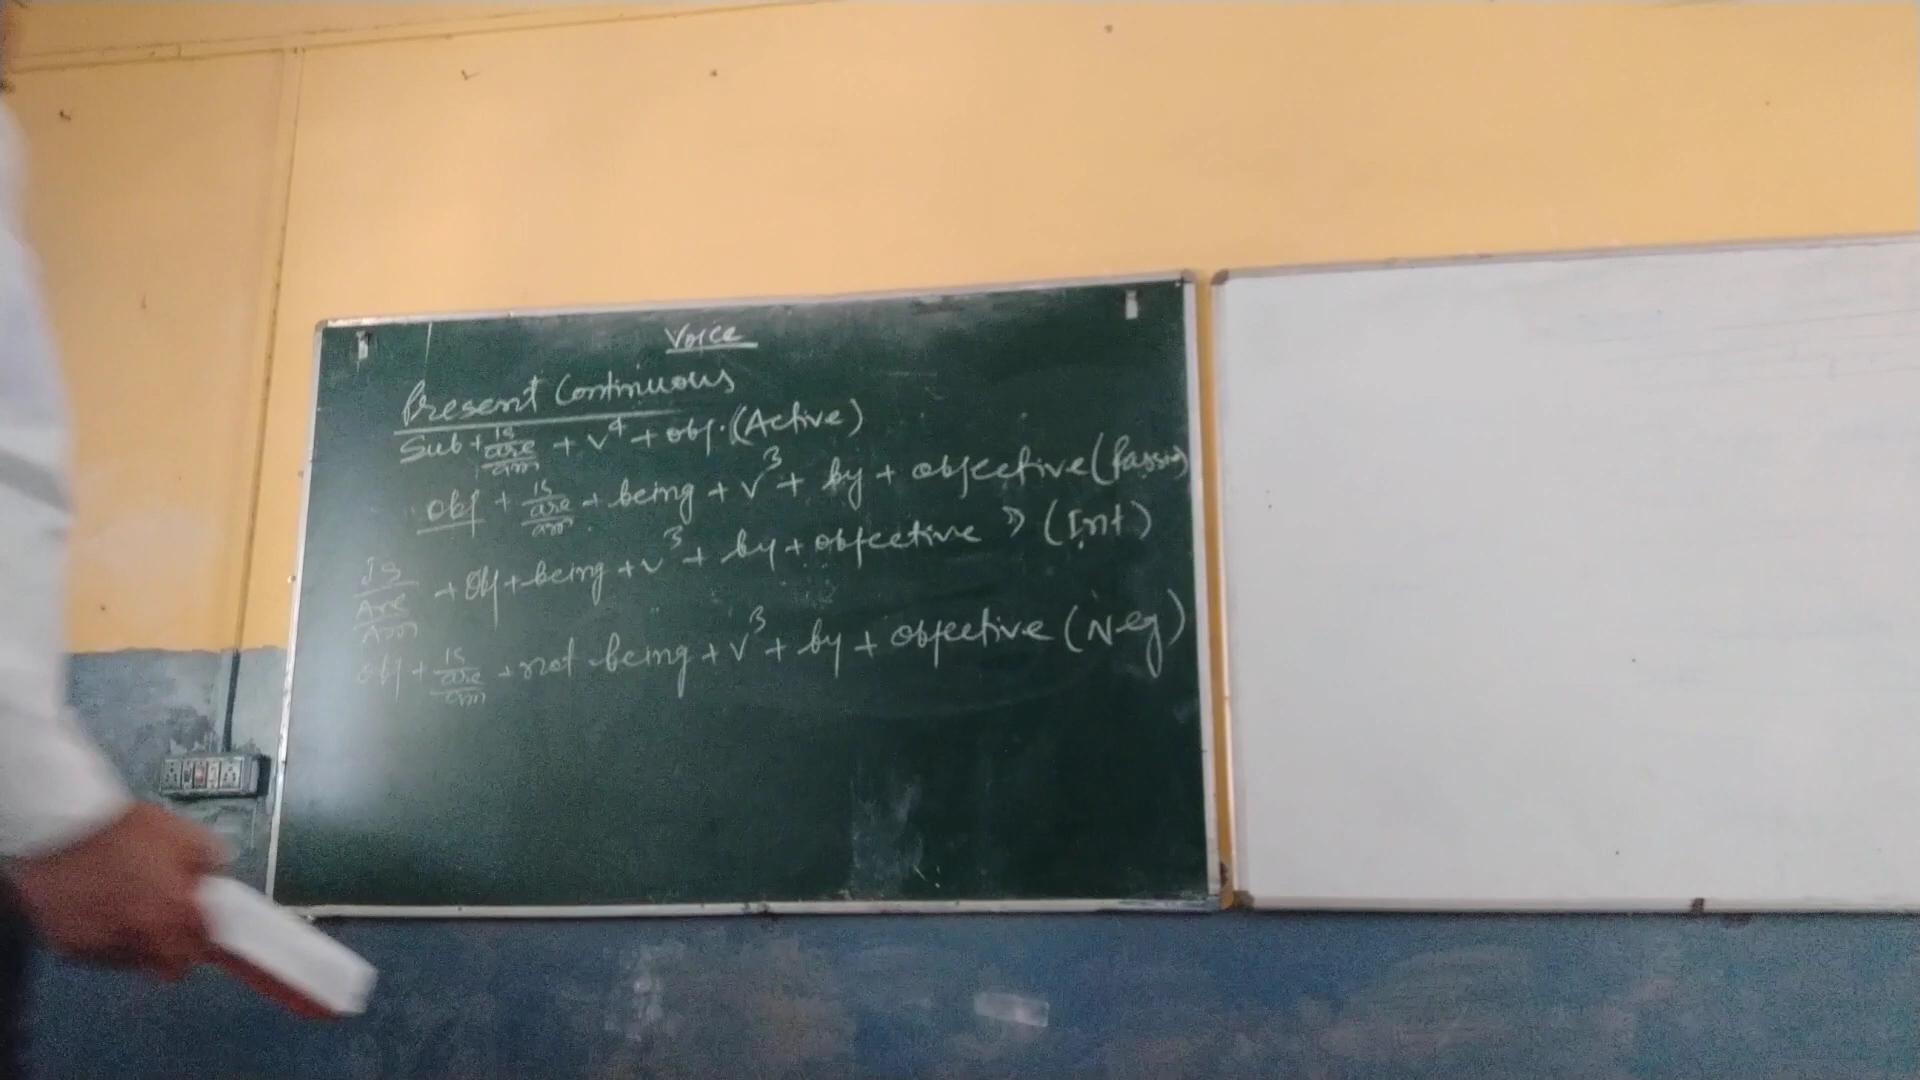 Voice
Present Continuous
Sub + is/are/am + V⁴ + obj. (Active)
obj + is/are/am + being + V³ + by + objective (Passive
Is/Are/Am + Obj + being + V³ + by + objective » (Int)
obj + is/are/am + not being + V³ + by + objective (Neg)